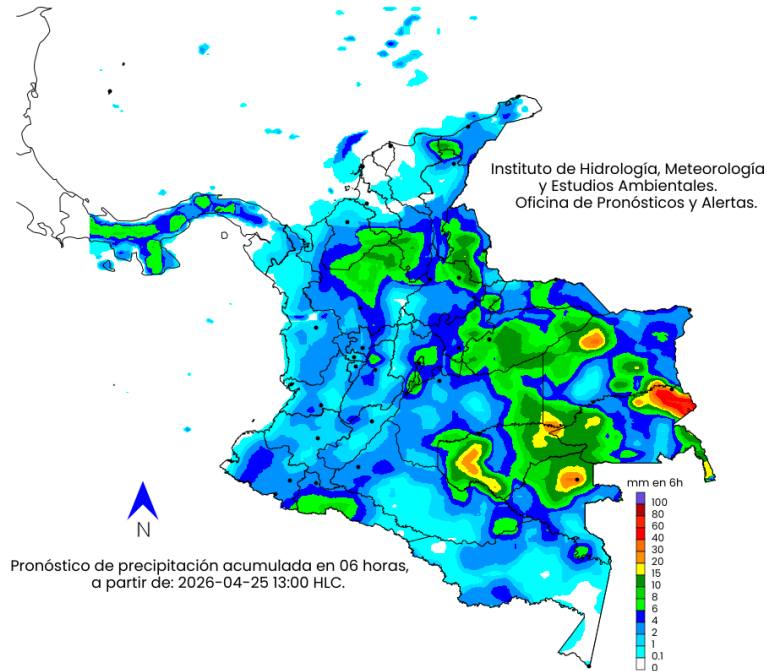 Instituto de Hidrología, Meteorología
y Estudios Ambientales.
Oficina de Pronósticos y Alertas.
mm en 6h
100
80
60
40
30
20
15
10
8
6
4
2
1
0.1
0
N
Pronóstico de precipitación acumulada en 06 horas,
a partir de: 2026-04-25 13:00 HLC.